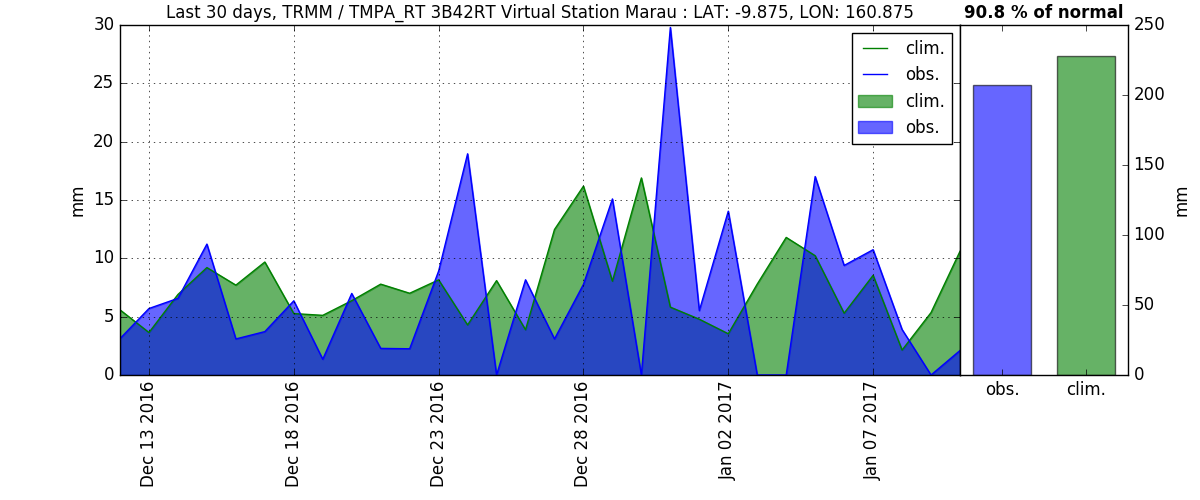 Last 30 days, TRMM / TMPA_RT 3B42RT Virtual Station Marau : LAT: -9.875, LON: 160.875
90.8 % of normal
30
25
20
15
10
5
0
mm
clim.
obs.
clim.
obs.
Dec 13 2016
Dec 18 2016
Dec 23 2016
Dec 28 2016
Jan 02 2017
Jan 07 2017
250
200
150
100
50
0
mm
obs.
clim.